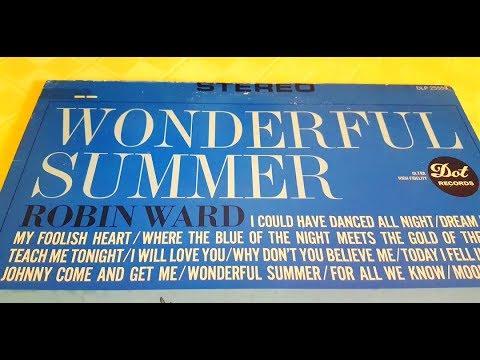 STEREO
DLP 25555
WONDERFUL
SUMMER
ULTRA
HIGH-FIDELITY
Dot
RECORDS
ROBIN WARD I COULD HAVE DANCED ALL NIGHT/DREAM
MY FOOLISH HEART/WHERE THE BLUE OF THE NIGHT MEETS THE GOLD OF THE
TEACH ME TONIGHT/I WILL LOVE YOU/WHY DON'T YOU BELIEVE ME/TODAY I FELL I
JOHNNY COME AND GET ME/WONDERFUL SUMMER/FOR ALL WE KNOW/MOO